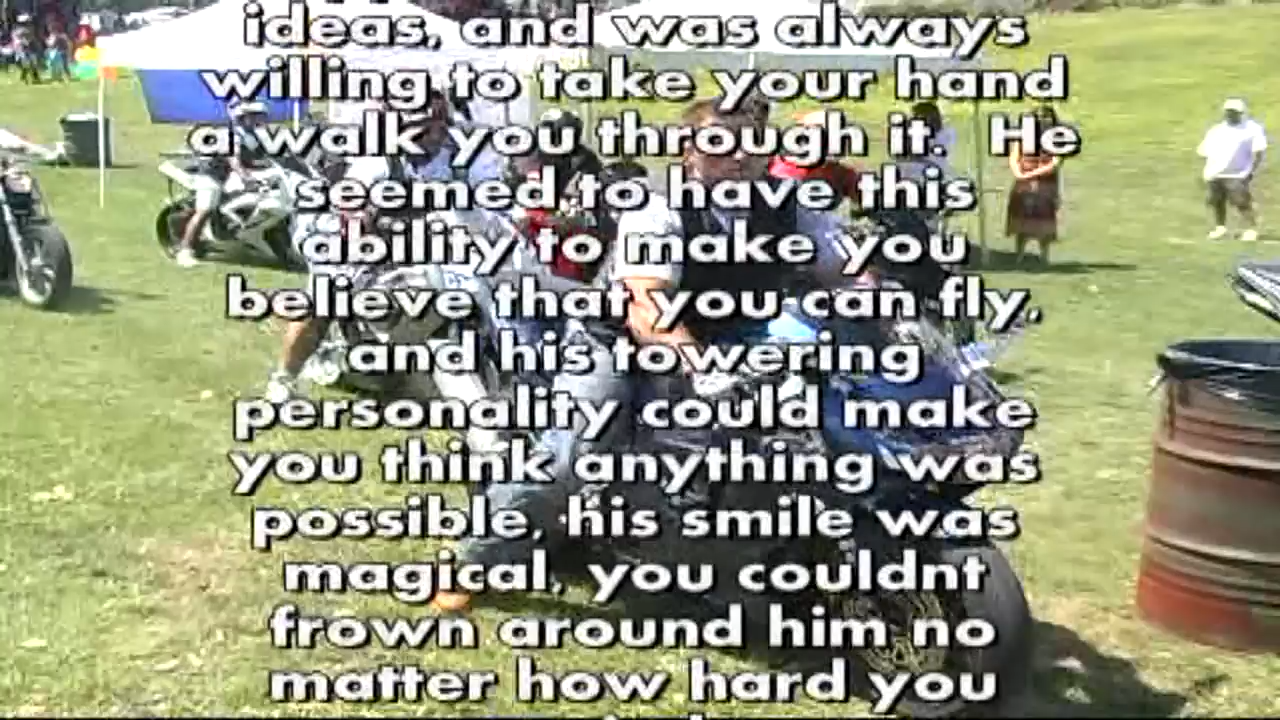 ideas, and was always
willing to take your hand
a walk you through it.  He
seemed to have this
ability to make you
believe that you can fly,
and his towering
personality could make
you think anything was
possible, his smile was
magical, you couldnt
frown around him no
matter how hard you